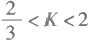 2/3 < K < 2